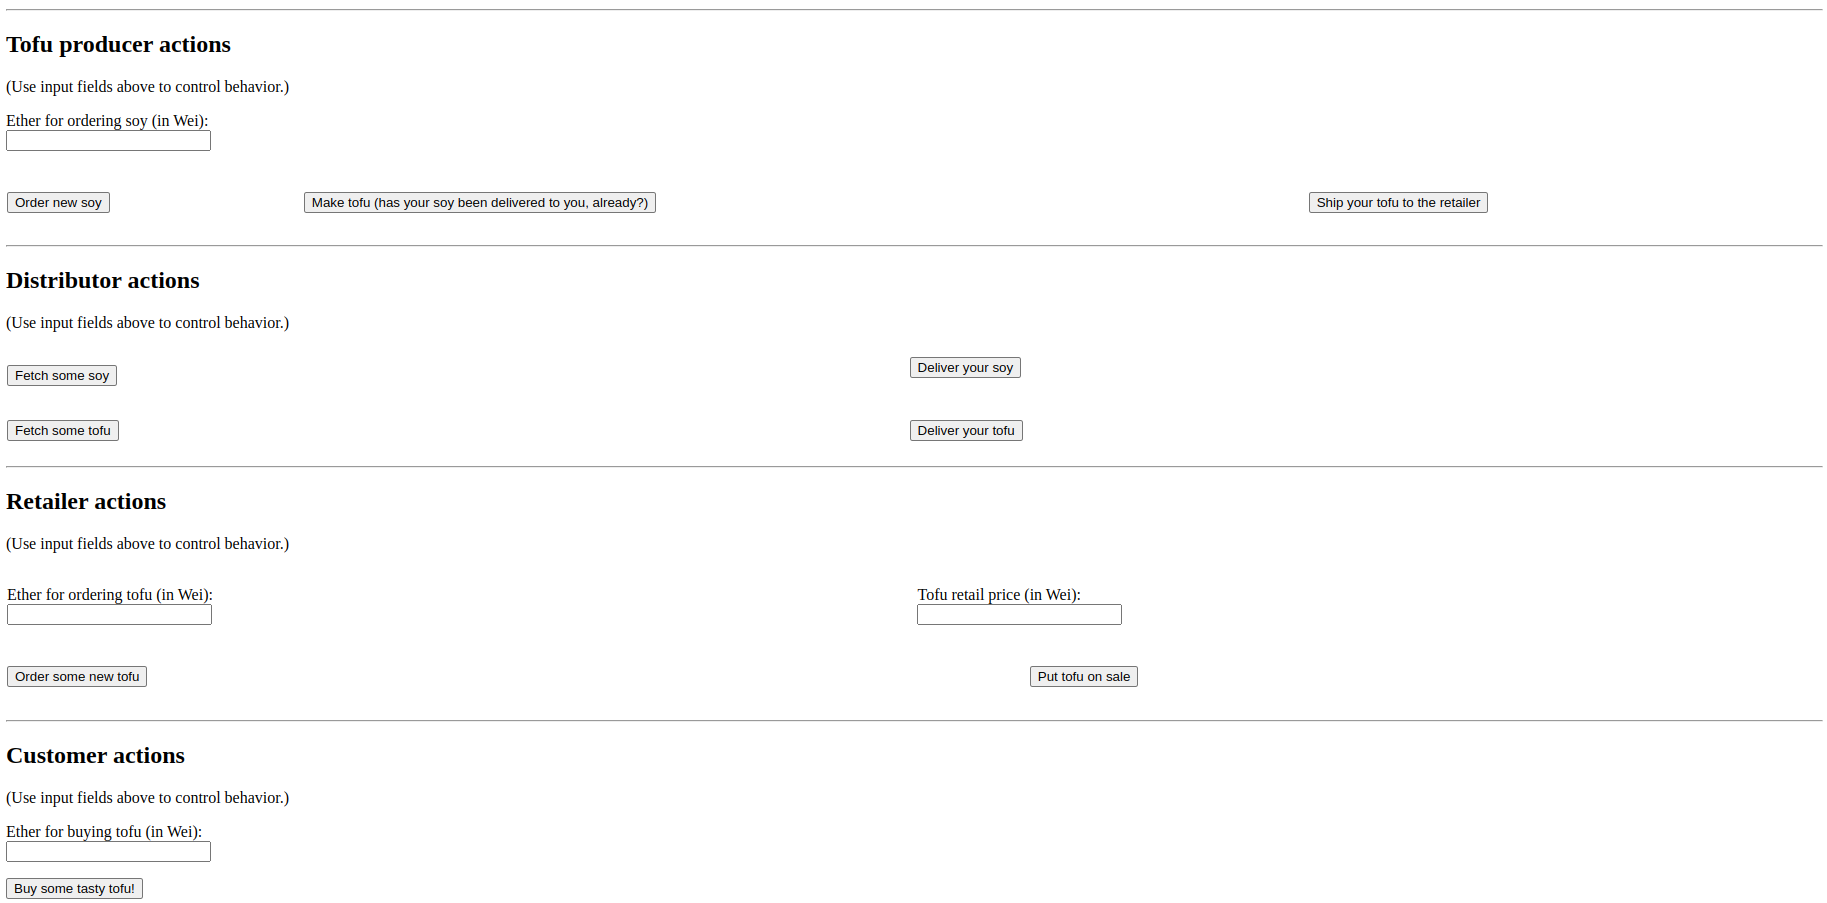 Tofu producer actions
(Use input fields above to control behavior.)
Ether for ordering soy (in Wei):
Order new soy
Make tofu (has your soy been delivered to you, already?)
Ship your tofu to the retailer
Distributor actions
(Use input fields above to control behavior.)
Fetch some soy
Deliver your soy
Fetch some tofu
Deliver your tofu
Retailer actions
(Use input fields above to control behavior.)
Ether for ordering tofu (in Wei):
Tofu retail price (in Wei):
Order some new tofu
Put tofu on sale
Customer actions
(Use input fields above to control behavior.)
Ether for buying tofu (in Wei):
Buy some tasty tofu!